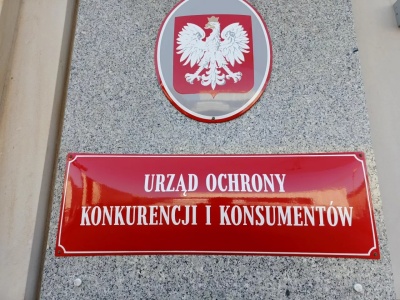 URZĄD OCHRONY
KONKURENCJI I KONSUMENTÓW